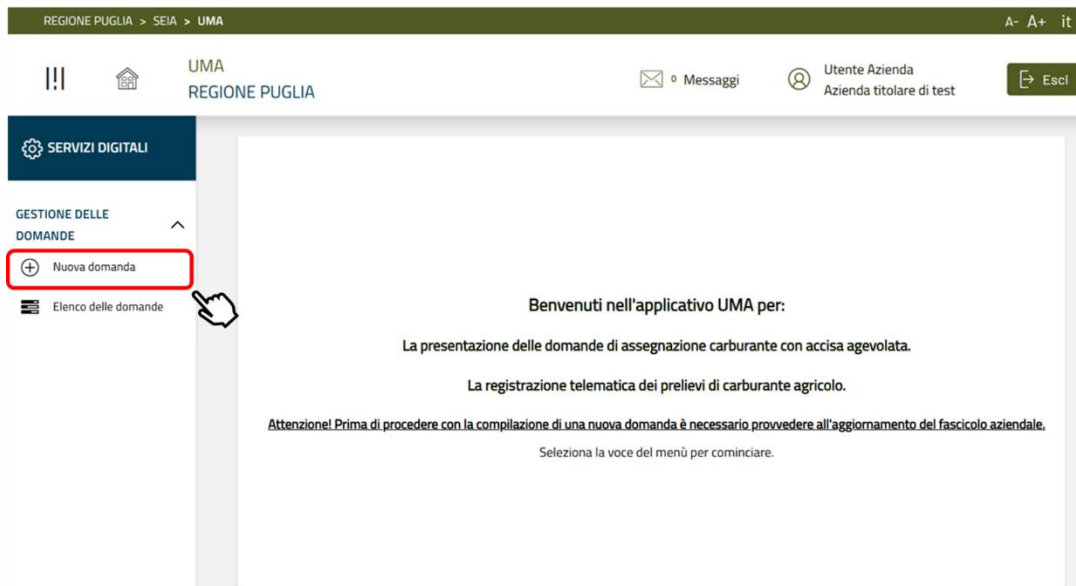 REGIONE PUGLIA > SEIA > UMA
A- A+ it
UMA
REGIONE PUGLIA
0 Messaggi
Utente Azienda
Azienda titolare di test
Esci
SERVIZI DIGITALI
GESTIONE DELLE
DOMANDE
Nuova domanda
Elenco delle domande
Benvenuti nell'applicativo UMA per:
La presentazione delle domande di assegnazione carburante con accisa agevolata.
La registrazione telematica dei prelievi di carburante agricolo.
Attenzione! Prima di procedere con la compilazione di una nuova domanda è necessario provvedere all'aggiornamento del fascicolo aziendale.
Seleziona la voce del menù per cominciare.